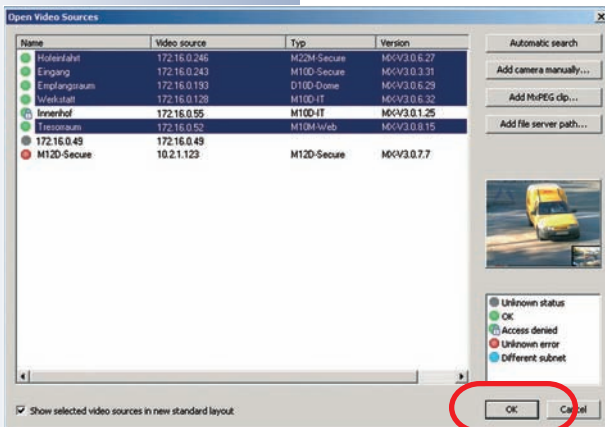 Open Video Sources
Name Video source Typ Version
Hofeinfahrt 172.16.0.246 M22M-Secure MX-V3.0.6.27
Eingang 172.16.0.243 M10D-Secure MX-V3.0.3.31
Empfangsraum 172.16.0.193 D10D-Dome MX-V3.0.6.29
Werkstatt 172.16.0.128 M10D-IT MX-V3.0.6.32
Innenhof 172.16.0.55 M10D-IT MX-V3.0.1.25
Tresorraum 172.16.0.52 M10M-Web MX-V3.0.8.15
172.16.0.49 172.16.0.49
M12D-Secure 10.2.1.123 M12D-Secure MX-V3.0.7.7
Automatic search
Add camera manually...
Add MxPEG clip...
Add file server path...
Unknown status
OK
Access denied
Unknown error
Different subnet
Show selected video sources in new standard layout
OK Cancel